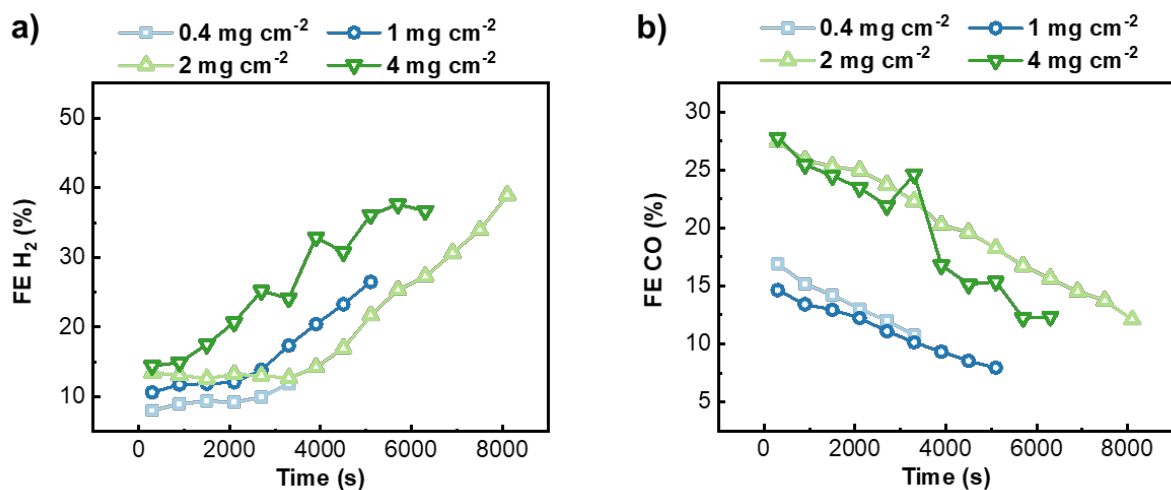 a)
0.4 mg cm⁻² 1 mg cm⁻²
2 mg cm⁻² 4 mg cm⁻²
50
40
30
20
10
FE H₂ (%)
0 2000 4000 6000 8000
Time (s)
b)
0.4 mg cm⁻² 1 mg cm⁻²
2 mg cm⁻² 4 mg cm⁻²
30
25
20
15
10
5
FE CO (%)
0 2000 4000 6000 8000
Time (s)